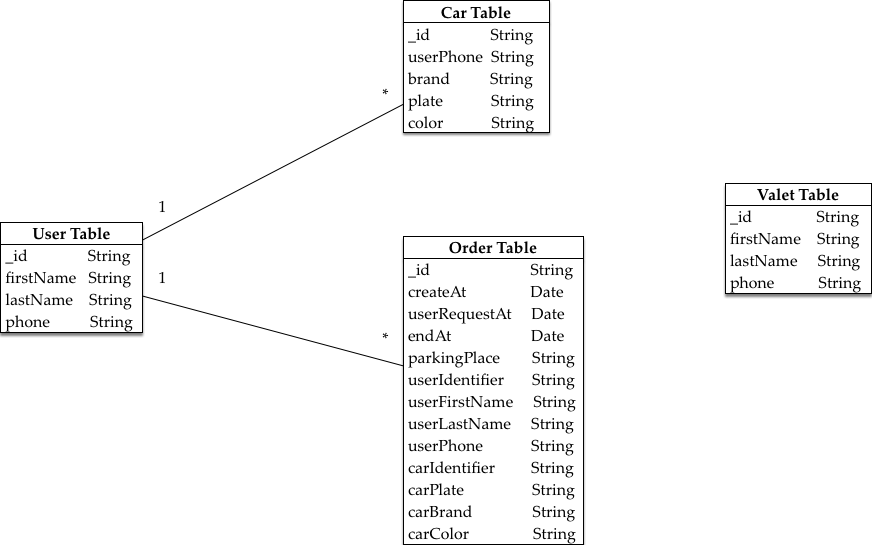 Car Table
_id String
userPhone String
brand String
plate String
color String
*
1
User Table
_id String
firstName String
lastName String
phone String
1
*
Order Table
_id String
createAt Date
userRequestAt Date
endAt Date
parkingPlace String
userIdentifier String
userFirstName String
userLastName String
userPhone String
carIdentifier String
carPlate String
carBrand String
carColor String
Valet Table
_id String
firstName String
lastName String
phone String